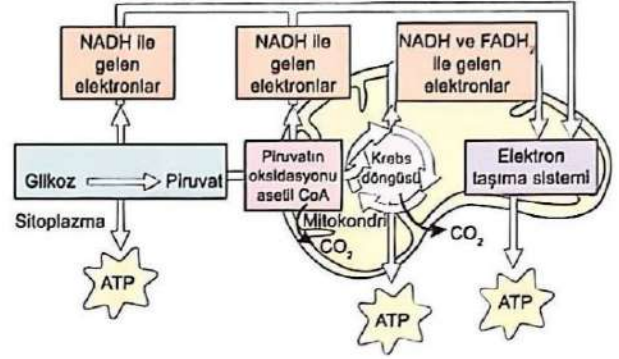 NADH ile
gelen
elektronlar
NADH ile
gelen
elektronlar
NADH ve FADH₂
ile gelen
elektronlar
Glikoz
Piruvat
Sitoplazma
Piruvatın
oksidasyonu
asetil CoA
Krebs
döngüsü
Elektron
taşıma sistemi
Mitokondri
CO₂
CO₂
ATP
ATP
ATP